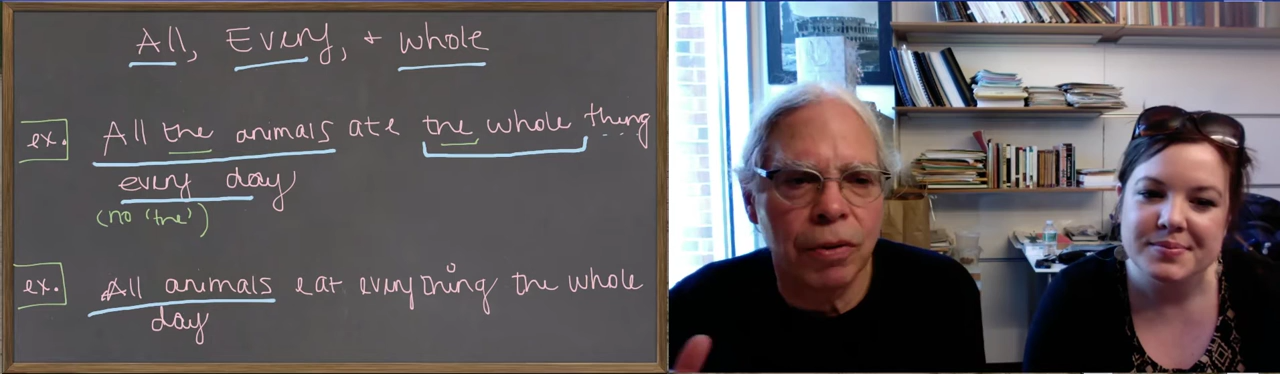 All, Every, + whole
ex. All the animals ate the whole thing
every day
(no 'the')
ex. All animals eat everything the whole
day